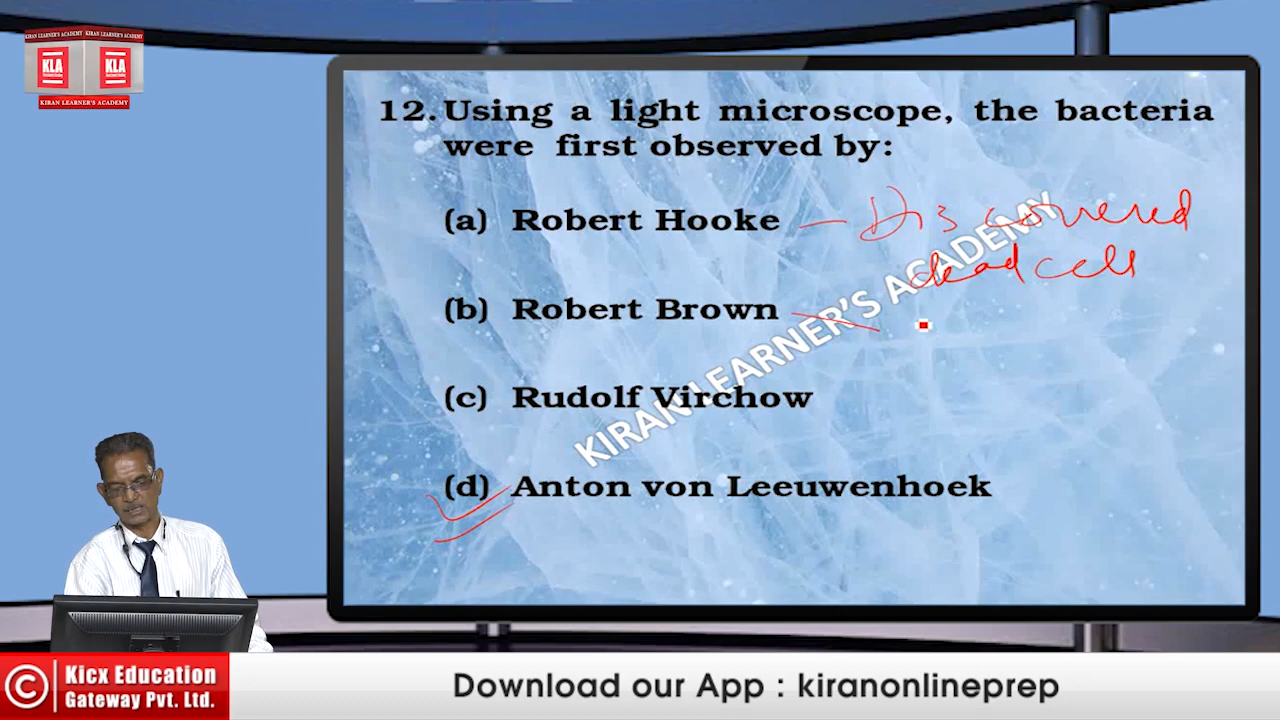 KIRAN LEARNER'S ACADEMY KIRAN LEARNER'S ACADEMY
KLA
KLA
KIRAN LEARNER'S ACADEMY
12. Using a light microscope, the bacteria
were first observed by:
(a) Robert Hooke – Discovered
dead cell
(b) Robert Brown
(c) Rudolf Virchow
(d) Anton von Leeuwenhoek
KIRAN LEARNER'S ACADEMY
© Kicx Education
Gateway Pvt. Ltd.
Download our App : kiranonlineprep